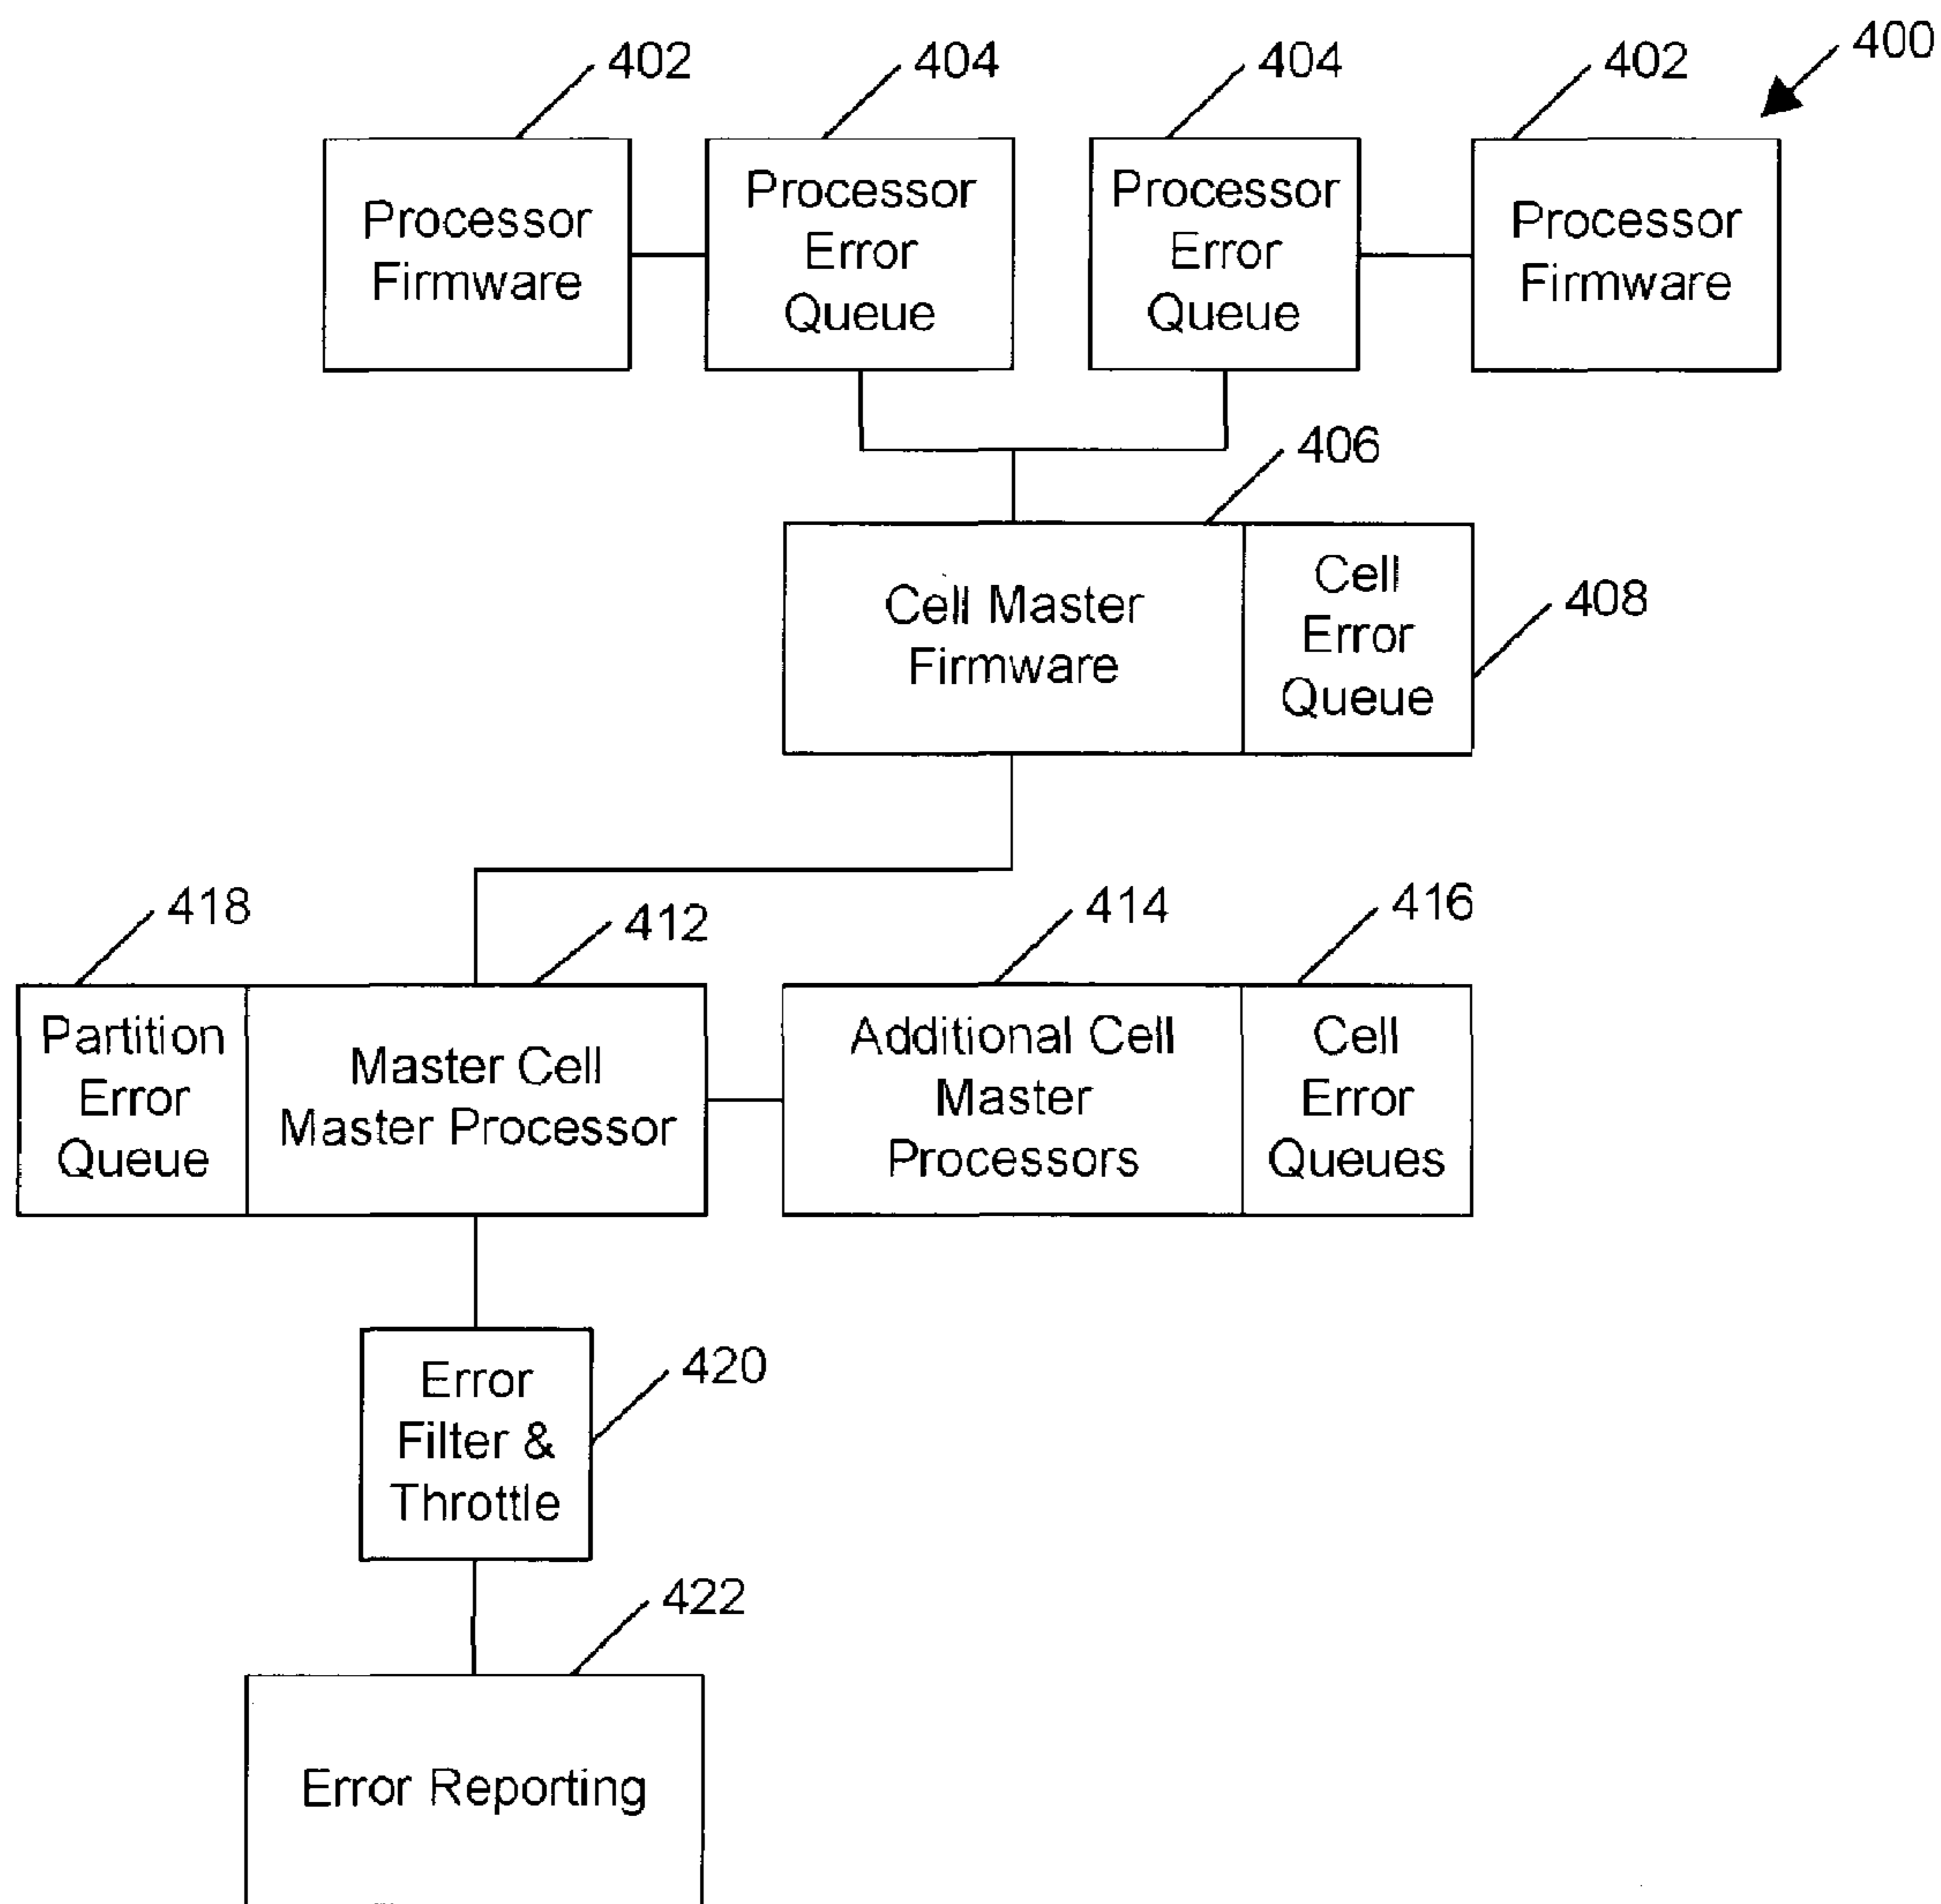 400
402
404
404
402
Processor
Firmware
Processor
Error
Queue
Processor
Error
Queue
Processor
Firmware
406
Cell Master
Firmware
Cell
Error
Queue
408
418
412
414
416
Partition
Error
Queue
Master Cell
Master Processor
Additional Cell
Master
Processors
Cell
Error
Queues
Error
Filter &
Throttle
420
422
Error Reporting